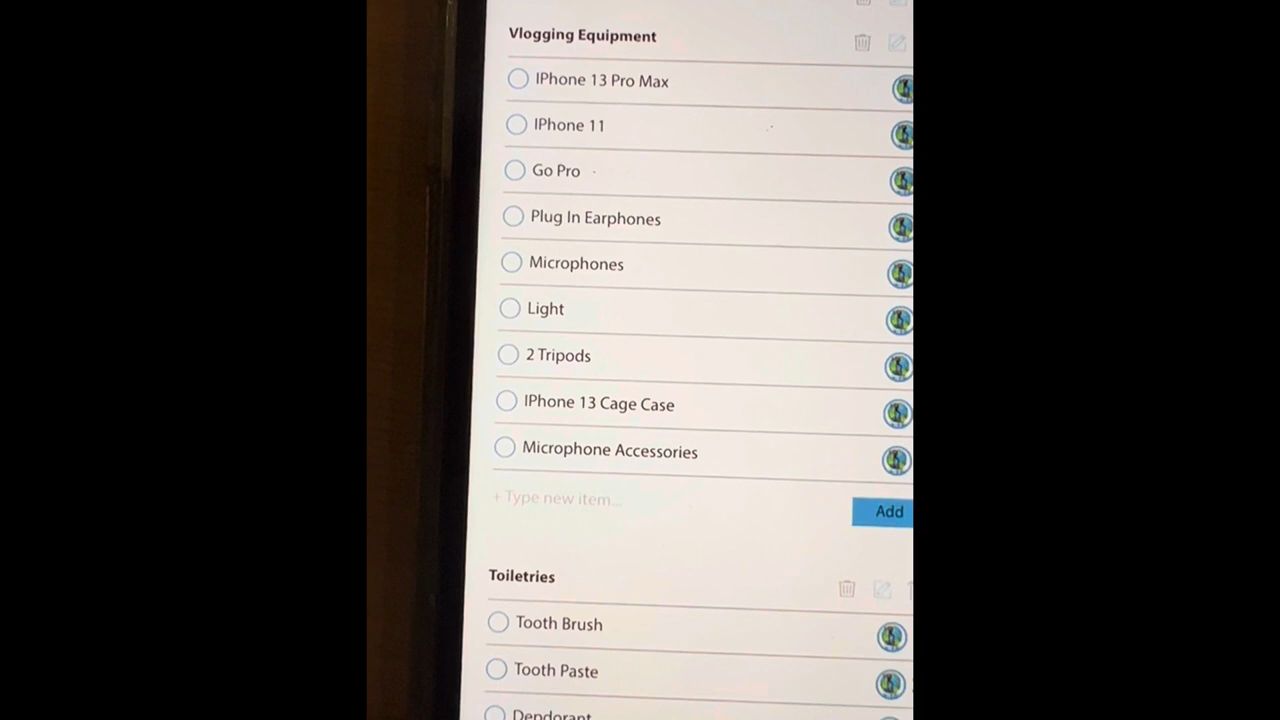 Vlogging Equipment
IPhone 13 Pro Max
IPhone 11
Go Pro
Plug In Earphones
Microphones
Light
2 Tripods
IPhone 13 Cage Case
Microphone Accessories
+ Type new item...
Add
Toiletries
Tooth Brush
Tooth Paste